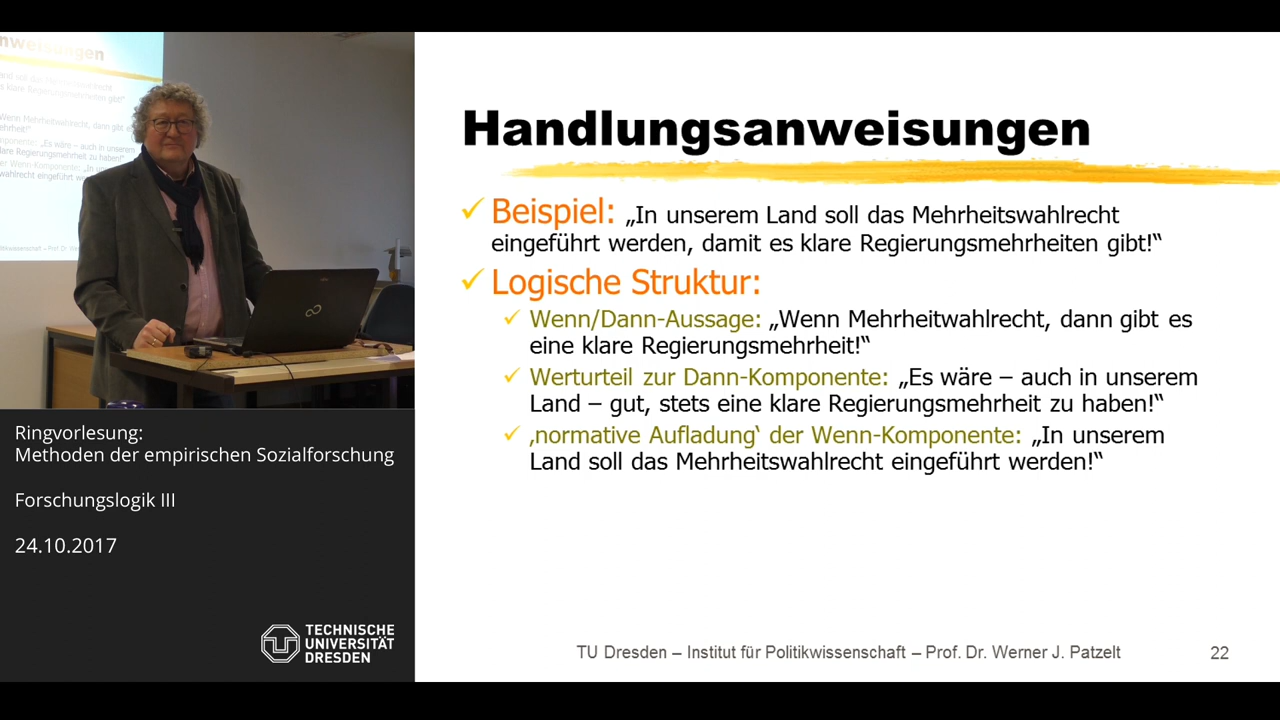 nweisungen
Handlungsanweisungen
Beispiel: „In unserem Land soll das Mehrheitswahlrecht
eingeführt werden, damit es klare Regierungsmehrheiten gibt!“
Logische Struktur:
Wenn/Dann-Aussage: „Wenn Mehrheitwahlrecht, dann gibt es
eine klare Regierungsmehrheit!“
Werturteil zur Dann-Komponente: „Es wäre – auch in unserem
Land – gut, stets eine klare Regierungsmehrheit zu haben!“
‚normative Aufladung‘ der Wenn-Komponente: „In unserem
Land soll das Mehrheitswahlrecht eingeführt werden!“
TU Dresden – Institut für Politikwissenschaft – Prof. Dr. Werner J. Patzelt
22
Ringvorlesung:
Methoden der empirischen Sozialforschung
Forschungslogik III
24.10.2017
TECHNISCHE
UNIVERSITÄT
DRESDEN